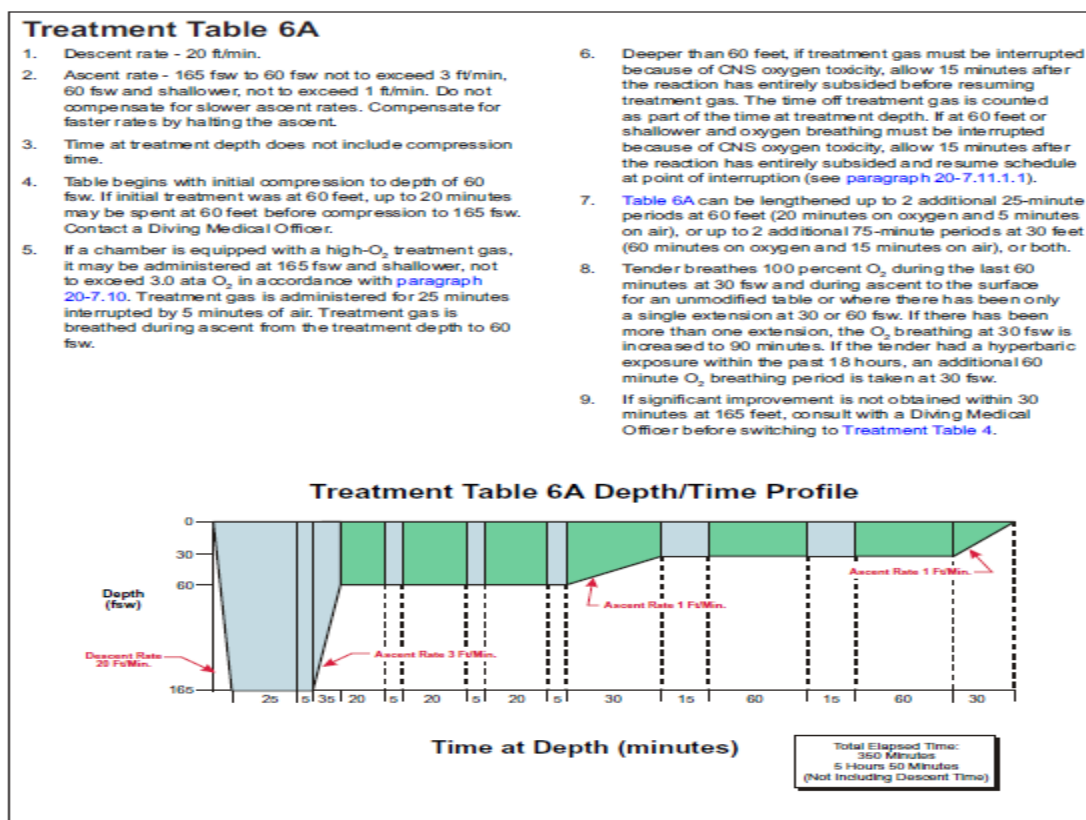 Treatment Table 6A
1. Descent rate - 20 ft/min.
2. Ascent rate - 165 fsw to 60 fsw not to exceed 3 ft/min,
60 fsw and shallower, not to exceed 1 ft/min. Do not
compensate for slower ascent rates. Compensate for
faster rates by halting the ascent.
3. Time at treatment depth does not include compression
time.
4. Table begins with initial compression to depth of 60
fsw. If initial treatment was at 60 feet, up to 20 minutes
may be spent at 60 feet before compression to 165 fsw.
Contact a Diving Medical Officer.
5. If a chamber is equipped with a high-O₂ treatment gas,
it may be administered at 165 fsw and shallower, not
to exceed 3.0 ata O₂ in accordance with paragraph
20-7.10. Treatment gas is administered for 25 minutes
interrupted by 5 minutes of air. Treatment gas is
breathed during ascent from the treatment depth to 60
fsw.
6. Deeper than 60 feet, if treatment gas must be interrupted
because of CNS oxygen toxicity, allow 15 minutes after
the reaction has entirely subsided before resuming
treatment gas. The time off treatment gas is counted
as part of the time at treatment depth. If at 60 feet or
shallower and oxygen breathing must be interrupted
because of CNS oxygen toxicity, allow 15 minutes after
the reaction has entirely subsided and resume schedule
at point of interruption (see paragraph 20-7.11.1.1).
7. Table 6A can be lengthened up to 2 additional 25-minute
periods at 60 feet (20 minutes on oxygen and 5 minutes
on air), or up to 2 additional 75-minute periods at 30 feet
(60 minutes on oxygen and 15 minutes on air), or both.
8. Tender breathes 100 percent O₂ during the last 60
minutes at 30 fsw and during ascent to the surface
for an unmodified table or where there has been only
a single extension at 30 or 60 fsw. If there has been
more than one extension, the O₂ breathing at 30 fsw is
increased to 90 minutes. If the tender had a hyperbaric
exposure within the past 18 hours, an additional 60
minute O₂ breathing period is taken at 30 fsw.
9. If significant improvement is not obtained within 30
minutes at 165 feet, consult with a Diving Medical
Officer before switching to Treatment Table 4.
Treatment Table 6A Depth/Time Profile
0
30
60
165
Depth
(fsw)
Descent Rate
20 Ft/Min.
Ascent Rate 3 Ft/Min.
Ascent Rate 1 Ft/Min.
Ascent Rate 1 Ft/Min.
25 5 35 20 5 20 5 20 5 30 15 60 15 60 30
Time at Depth (minutes)
Total Elapsed Time:
350 Minutes
5 Hours 50 Minutes
(Not Including Descent Time)